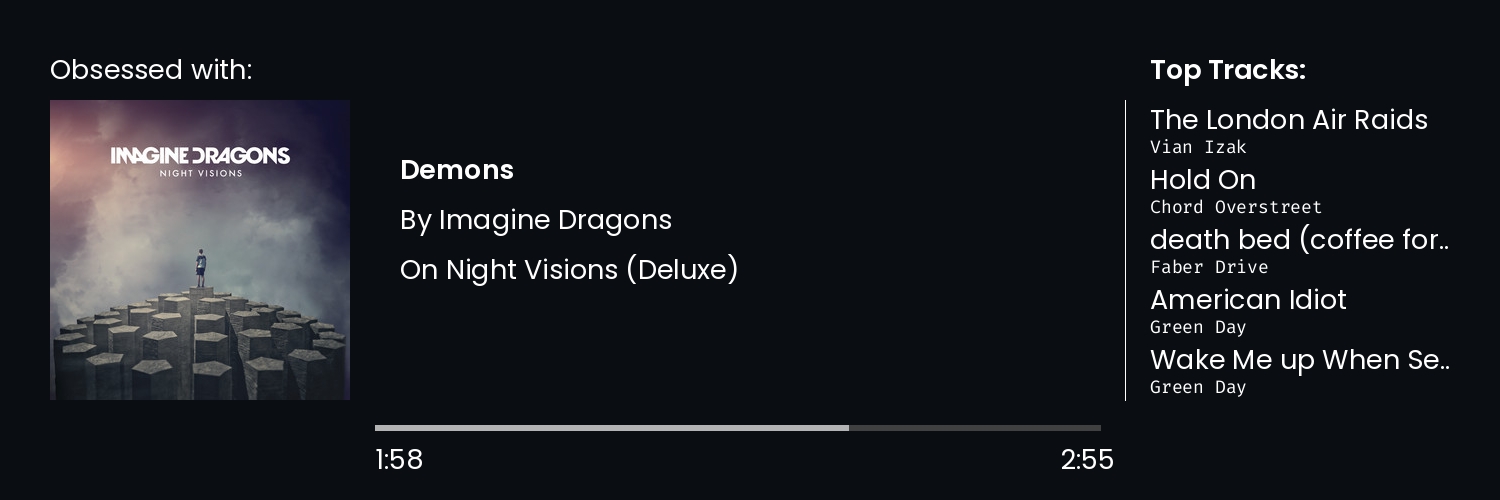 Obsessed with:
IMAGINE DRAGONS
NIGHT VISIONS
Demons
By Imagine Dragons
On Night Visions (Deluxe)
1:58
2:55
Top Tracks:
The London Air Raids
Vian Izak
Hold On
Chord Overstreet
death bed (coffee for..
Faber Drive
American Idiot
Green Day
Wake Me up When Se..
Green Day